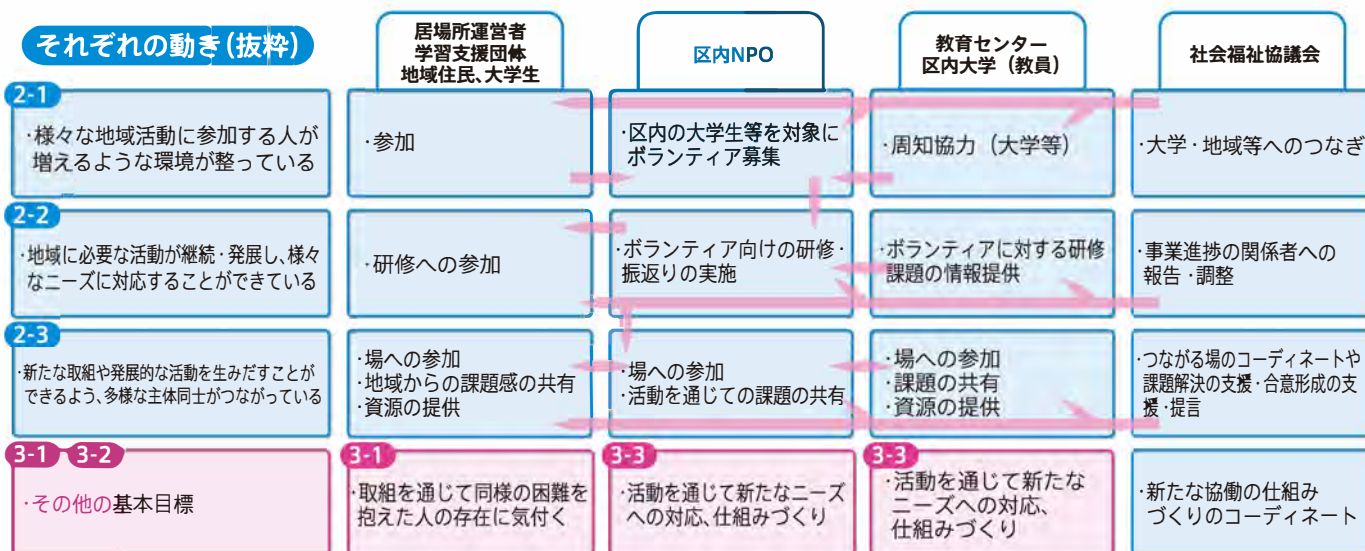 それぞれの動き(抜粋)
居場所運営者
学習支援団体
地域住民、大学生
区内NPO
教育センター
区内大学（教員）
社会福祉協議会
2-1
・様々な地域活動に参加する人が
増えるような環境が整っている
・参加
・区内の大学生等を対象に
ボランティア募集
・周知協力（大学等）
・大学・地域等へのつなぎ
2-2
・地域に必要な活動が継続・発展し、様々
なニーズに対応することができている
・研修への参加
・ボランティア向けの研修・
振返りの実施
・ボランティアに対する研修
課題の情報提供
・事業進捗の関係者への
報告・調整
2-3
・新たな取組や発展的な活動を生みだすことが
できるよう、多様な主体同士がつながっている
・場への参加
・地域からの課題感の共有
・資源の提供
・場への参加
・活動を通じての課題の共有
・場への参加
・課題の共有
・資源の提供
・つながる場のコーディネートや
課題解決の支援・合意形成の支
援・提言
3-1 3-2
・その他の基本目標
3-1
・取組を通じて同様の困難を
抱えた人の存在に気付く
3-3
・活動を通じて新たなニーズ
への対応、仕組みづくり
3-3
・活動を通じて新たな
ニーズへの対応、
仕組みづくり
・新たな協働の仕組み
づくりのコーディネート